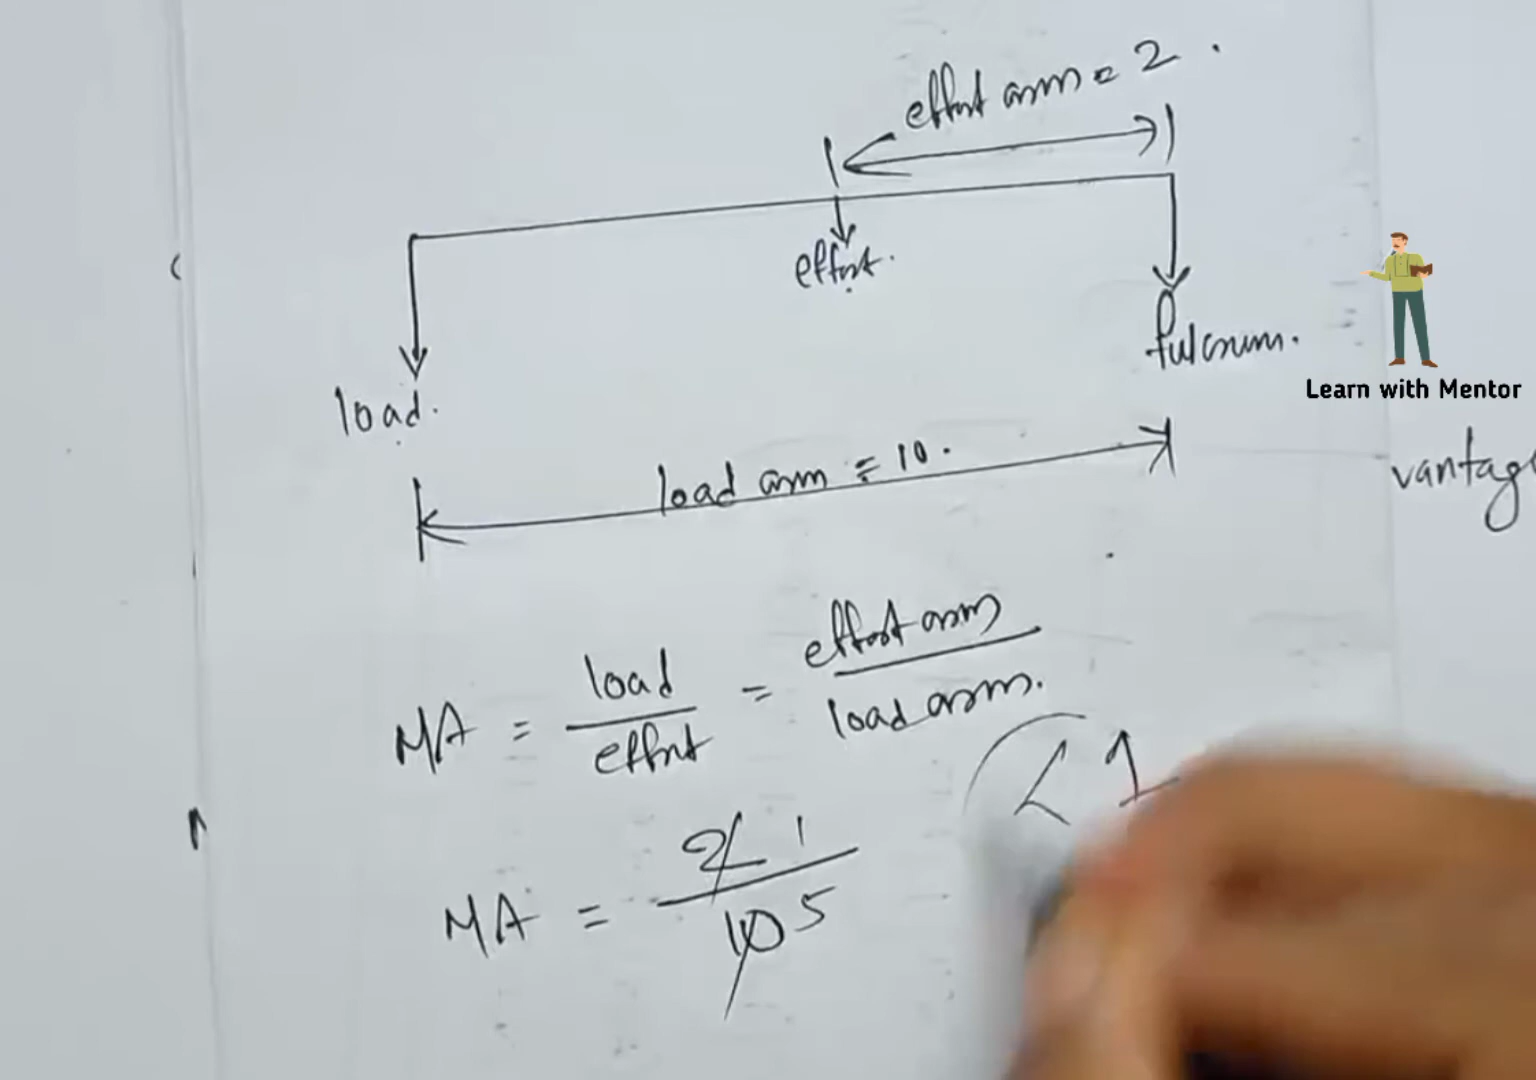 effort arm = 2.
effort.
fulcrum.
load.
Learn with Mentor
load arm = 10.
vantage
MA = load / effort = effort arm / load arm.
< 1
MA = 2 1 / 10 5